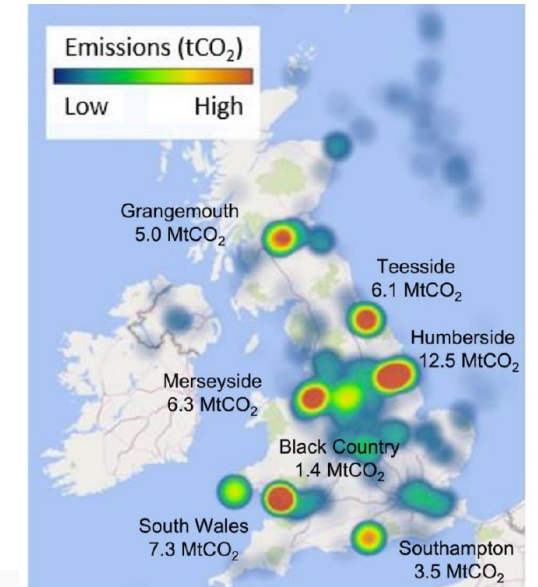 Emissions (tCO₂)
Low High
Grangemouth
5.0 MtCO₂
Teesside
6.1 MtCO₂
Humberside
12.5 MtCO₂
Merseyside
6.3 MtCO₂
Black Country
1.4 MtCO₂
South Wales
7.3 MtCO₂
Southampton
3.5 MtCO₂